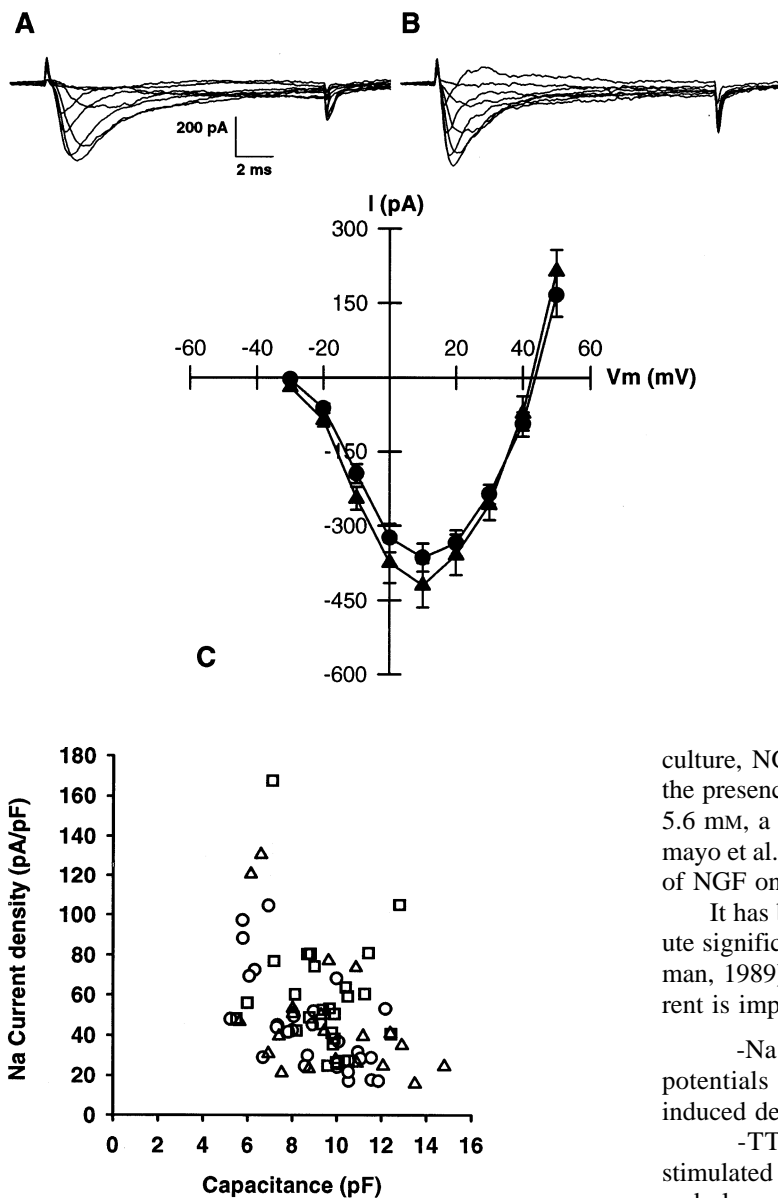 A
B
200 pA
2 ms
I (pA)
300
150
-60 -40 -20 20 40 60
Vm (mV)
-150
-300
-450
-600
C
180
160
140
120
100
80
60
40
20
0
Na Current density (pA/pF)
0 2 4 6 8 10 12 14 16
Capacitance (pF)
the presenc
5.6 mM, a
mayo et al.
of NGF on
It has
ute signific
man, 1989
rent is imp
-Na
potentials
induced de
-TT
stimulated